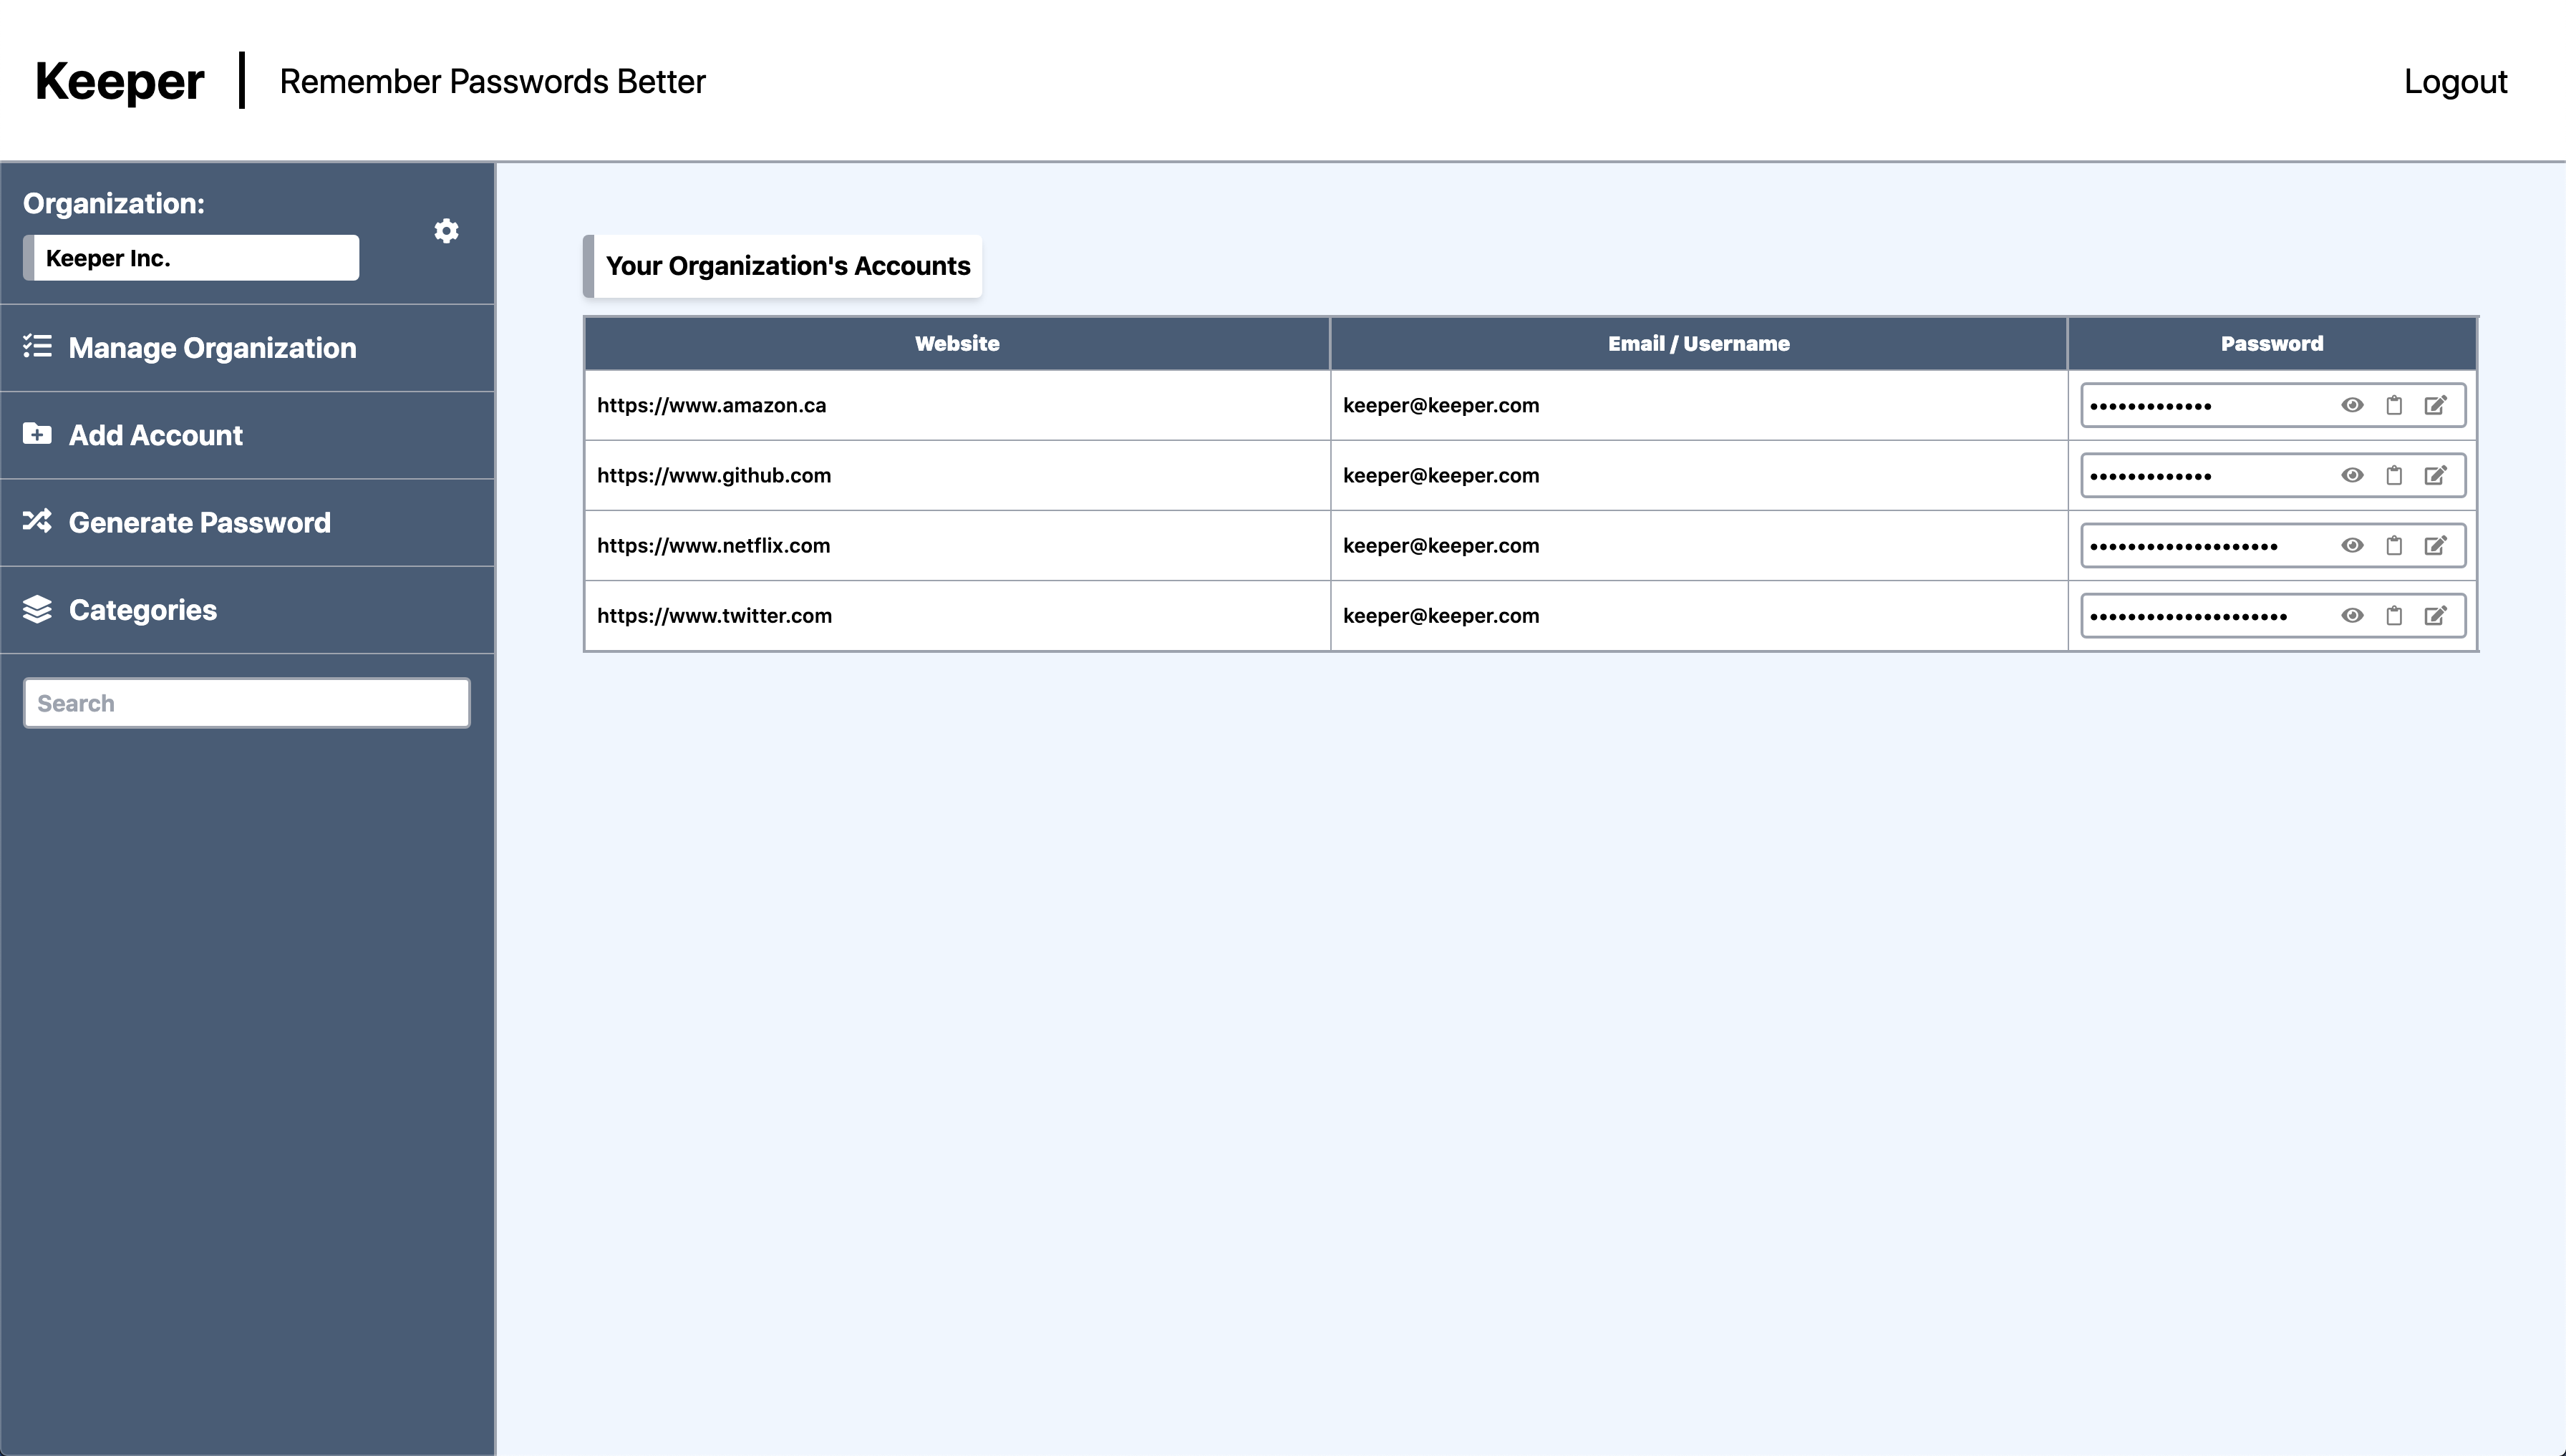 Keeper
Remember Passwords Better
Logout
Organization:
Keeper Inc.
Manage Organization
Add Account
Generate Password
Categories
Search
Your Organization's Accounts
Website Email / Username Password
https://www.amazon.ca keeper@keeper.com •••••••••••••
https://www.github.com keeper@keeper.com •••••••••••••
https://www.netflix.com keeper@keeper.com ••••••••••••••••••••
https://www.twitter.com keeper@keeper.com •••••••••••••••••••••